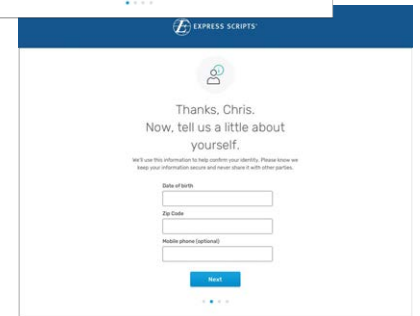 EXPRESS SCRIPTS®
Thanks, Chris.
Now, tell us a little about
yourself.
We'll use this information to help confirm your identity. Please know we
keep your information secure and never share it with other parties.
Date of birth
Zip Code
Mobile phone (optional)
Next